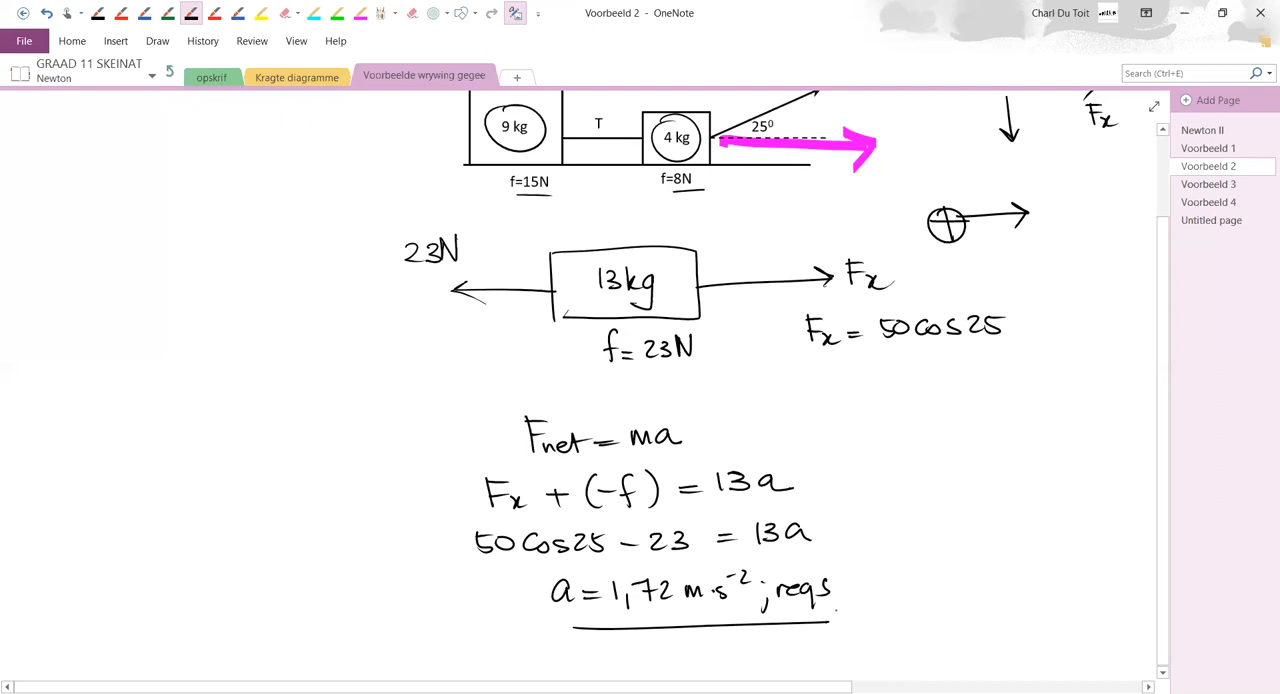 Voorbeeld 2 - OneNote
Charl Du Toit
File Home Insert Draw History View Help
GRAAD 11 SKEINAT
Newton
opskrif
Kragte diagramme
Voorbeelde wrywing gegee
Search (Ctrl+E)
Add Page
Newton II
Voorbeeld 1
Voorbeeld 2
Voorbeeld 3
Voorbeeld 4
Untitled page
Fx
9 kg
T
4 kg
25⁰
f=15N
f=8N
23N
13kg
Fx
f = 23N
Fx = 50cos25
Fnet = ma
Fx + (-f) = 13a
50cos25 - 23 = 13a
a = 1,72 m·s⁻² ; regs